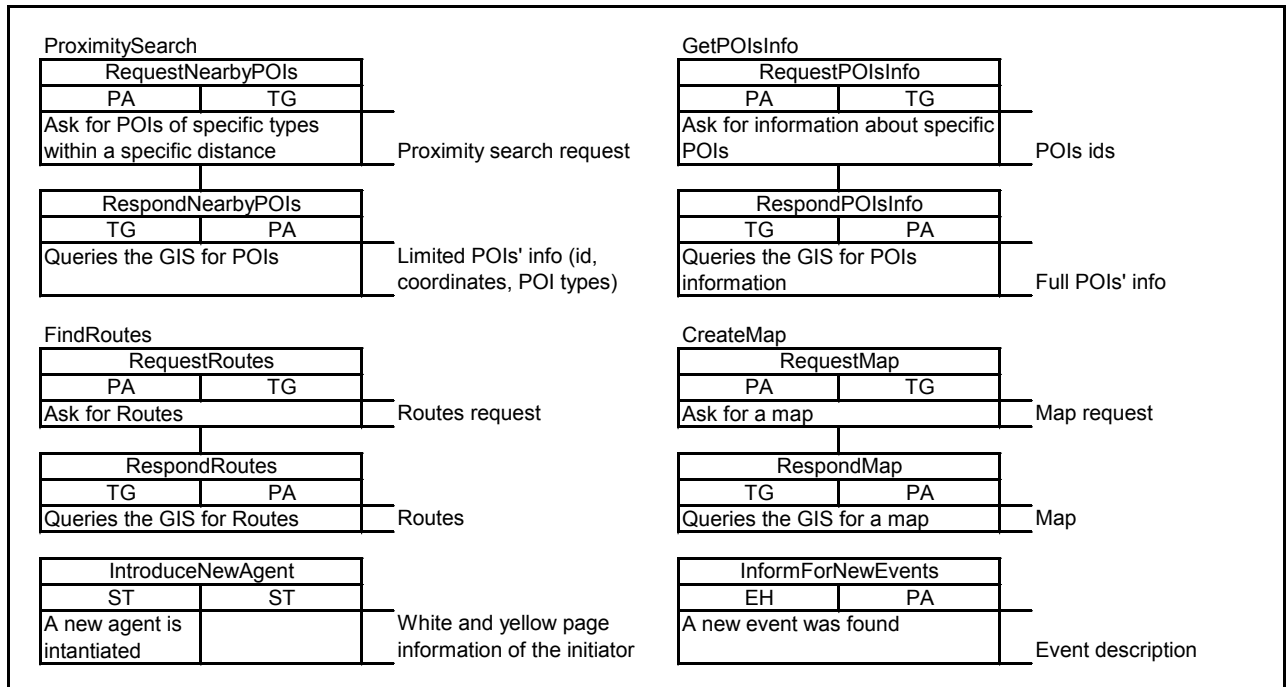 ProximitySearch
RequestNearbyPOIs
PA TG
Ask for POIs of specific types
within a specific distance
Proximity search request
RespondNearbyPOIs
TG PA
Queries the GIS for POIs
Limited POIs' info (id,
coordinates, POI types)
GetPOIsInfo
RequestPOIsInfo
PA TG
Ask for information about specific
POIs
POIs ids
RespondPOIsInfo
TG PA
Queries the GIS for POIs
information
Full POIs' info
FindRoutes
RequestRoutes
PA TG
Ask for Routes
Routes request
RespondRoutes
TG PA
Queries the GIS for Routes
Routes
CreateMap
RequestMap
PA TG
Ask for a map
Map request
RespondMap
TG PA
Queries the GIS for a map
Map
IntroduceNewAgent
ST ST
A new agent is
intantiated
White and yellow page
information of the initiator
InformForNewEvents
EH PA
A new event was found
Event description